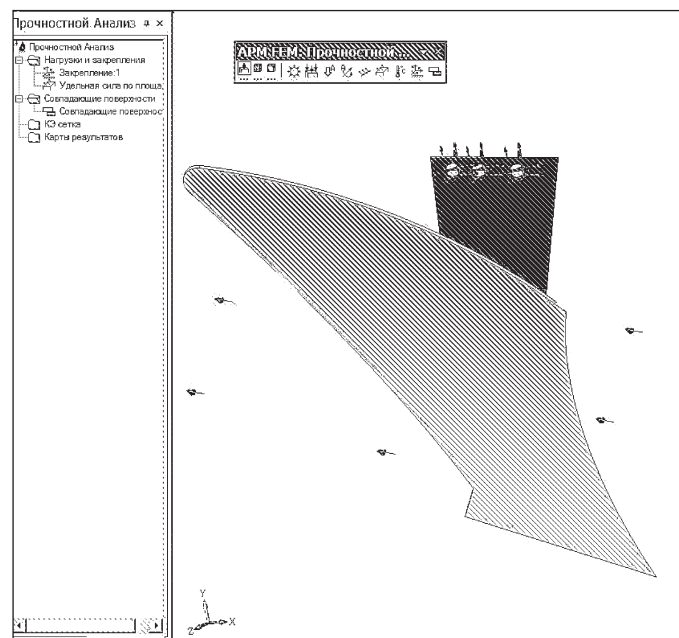 Прочностной. Анализ
Прочностной Анализ
Нагрузки и закрепления
Закрепление:1
Удельная сила по площа
Совпадающие поверхности
Совпадающие поверхнос
КЭ сетка
Карты результатов
APM FEM: Прочностной...
Y
X
Z